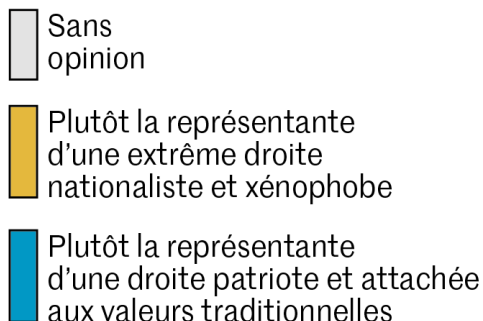 Sans
opinion
Plutôt la représentante
d'une extrême droite
nationaliste et xénophobe
Plutôt la représentante
d'une droite patriote et attachée
aux valeurs traditionnelles